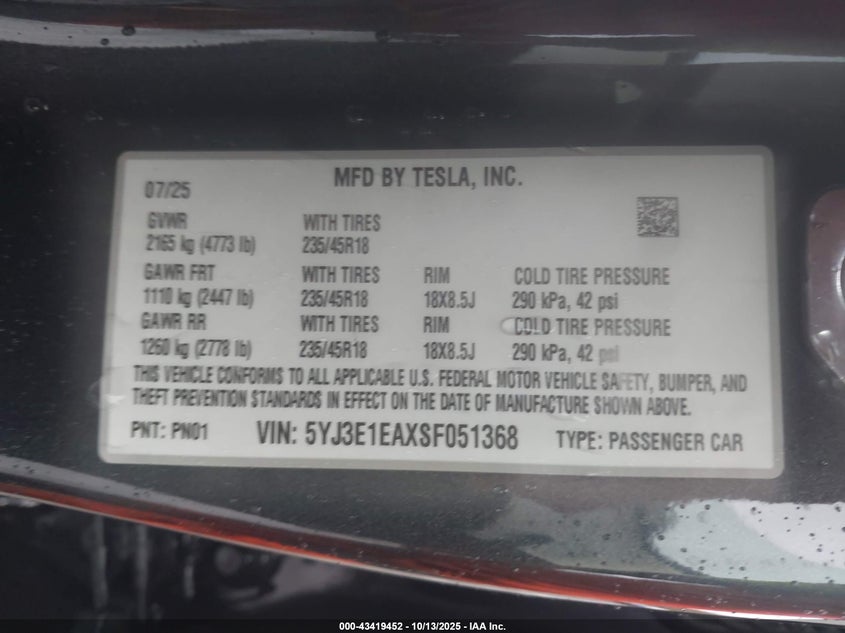 MFD BY TESLA, INC.
07/25
GVWR WITH TIRES
2165 kg (4773 lb) 235/45R18
GAWR FRT WITH TIRES RIM COLD TIRE PRESSURE
1110 kg (2447 lb) 235/45R18 18X8.5J 290 kPa, 42 psi
GAWR RR WITH TIRES RIM COLD TIRE PRESSURE
1260 kg (2778 lb) 235/45R18 18X8.5J 290 kPa, 42 psi
THIS VEHICLE CONFORMS TO ALL APPLICABLE U.S. FEDERAL MOTOR VEHICLE SAFETY, BUMPER, AND
THEFT PREVENTION STANDARDS IN EFFECT ON THE DATE OF MANUFACTURE SHOWN ABOVE.
PNT: PN01 VIN: 5YJ3E1EAXSF051368 TYPE: PASSENGER CAR
000-43419452 - 10/13/2025 - IAA Inc.